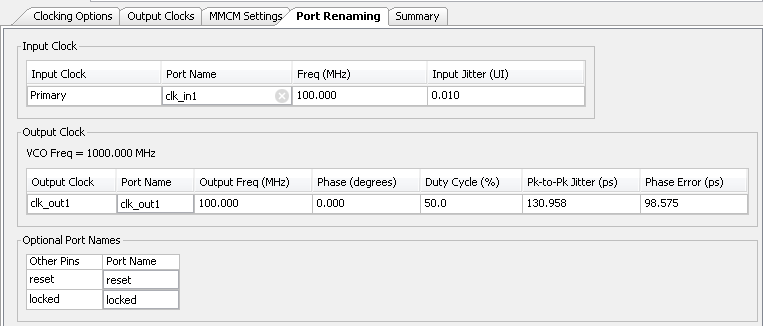 Clocking Options Output Clocks MMCM Settings Port Renaming Summary
Input Clock
Input Clock Port Name Freq (MHz) Input Jitter (UI)
Primary clk_in1 100.000 0.010
Output Clock
VCO Freq = 1000.000 MHz
Output Clock Port Name Output Freq (MHz) Phase (degrees) Duty Cycle (%) Pk-to-Pk Jitter (ps) Phase Error (ps)
clk_out1 clk_out1 100.000 0.000 50.0 130.958 98.575
Optional Port Names
Other Pins Port Name
reset reset
locked locked